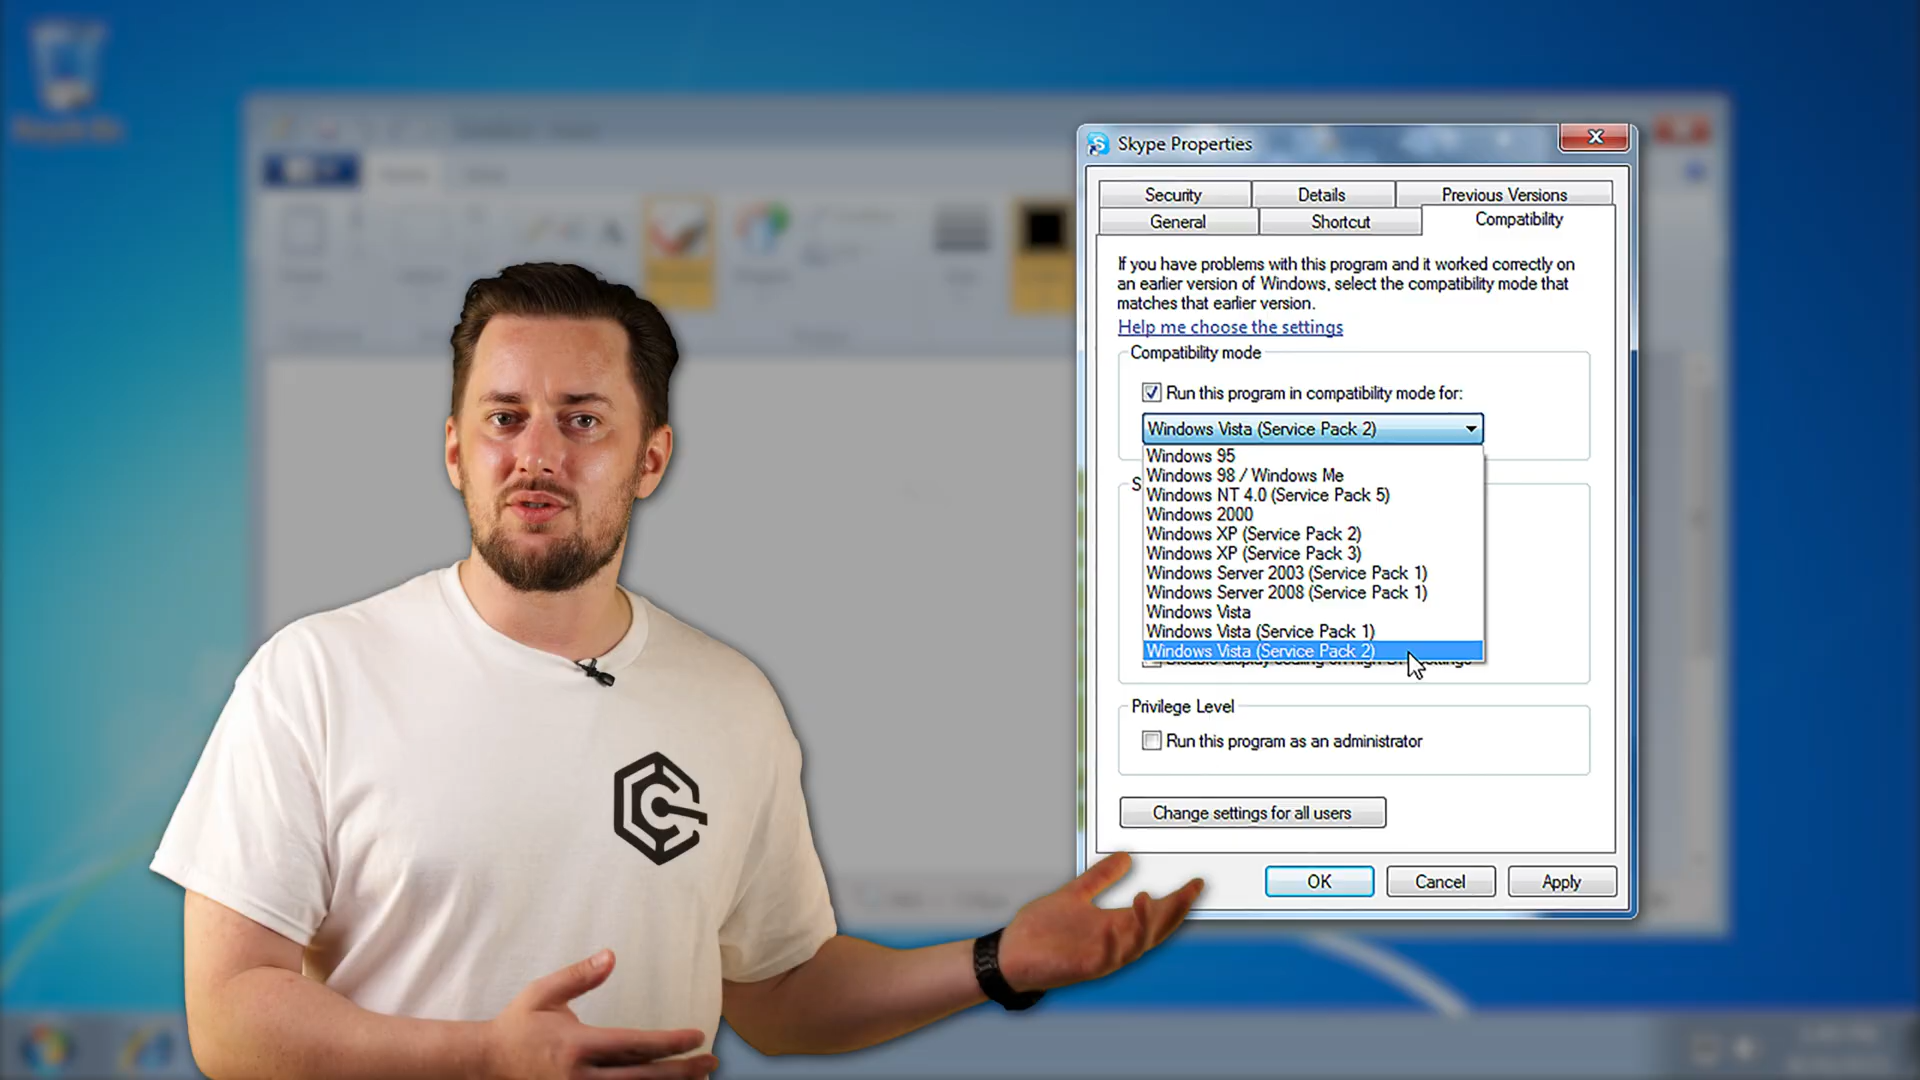 Skype Properties
Security Details Previous Versions
General Shortcut Compatibility
If you have problems with this program and it worked correctly on
an earlier version of Windows, select the compatibility mode that
matches that earlier version.
Help me choose the settings
Compatibility mode
Run this program in compatibility mode for:
Windows Vista (Service Pack 2)
Windows 95
Windows 98 / Windows Me
Windows NT 4.0 (Service Pack 5)
Windows 2000
Windows XP (Service Pack 2)
Windows XP (Service Pack 3)
Windows Server 2003 (Service Pack 1)
Windows Server 2008 (Service Pack 1)
Windows Vista
Windows Vista (Service Pack 1)
Windows Vista (Service Pack 2)
Privilege Level
Run this program as an administrator
Change settings for all users
OK Cancel Apply